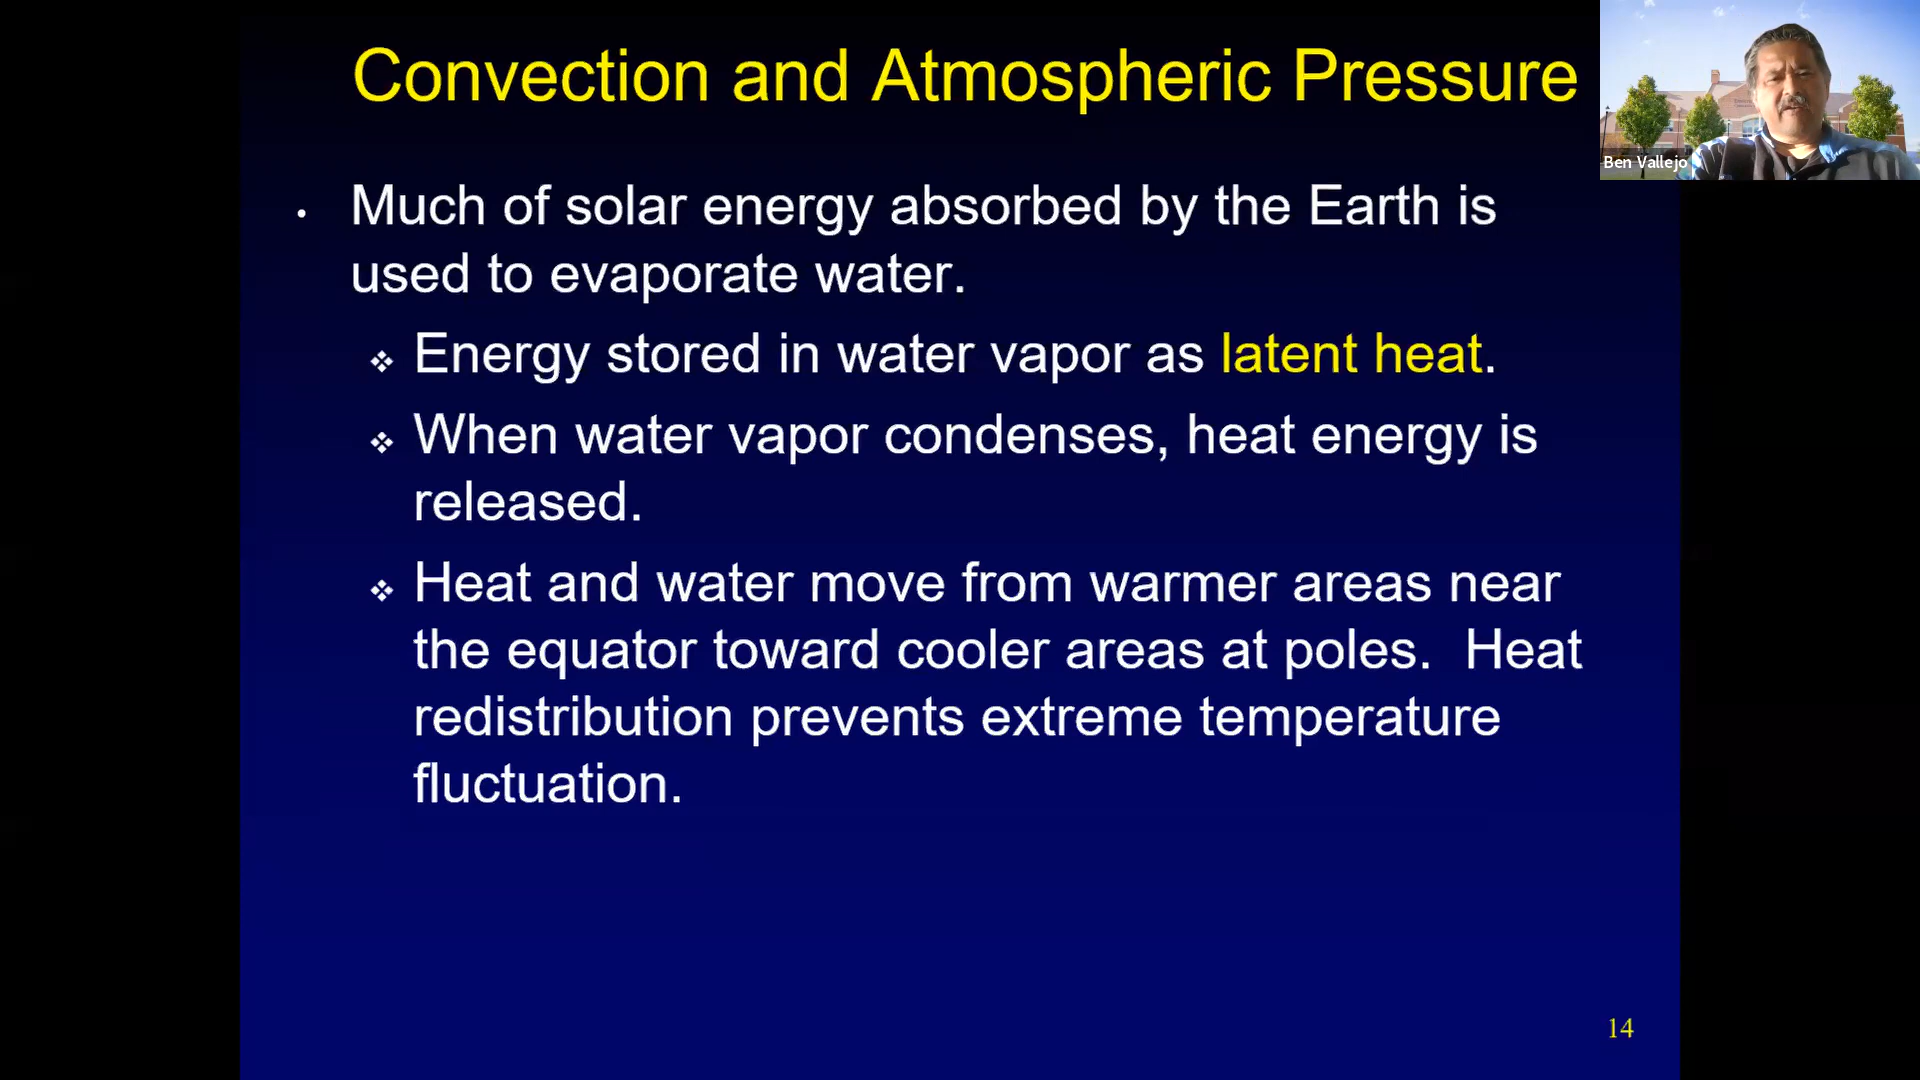 Convection and Atmospheric Pressure
Ben Vallejo
• Much of solar energy absorbed by the Earth is
used to evaporate water.
❖ Energy stored in water vapor as latent heat.
❖ When water vapor condenses, heat energy is
released.
❖ Heat and water move from warmer areas near
the equator toward cooler areas at poles.  Heat
redistribution prevents extreme temperature
fluctuation.
14